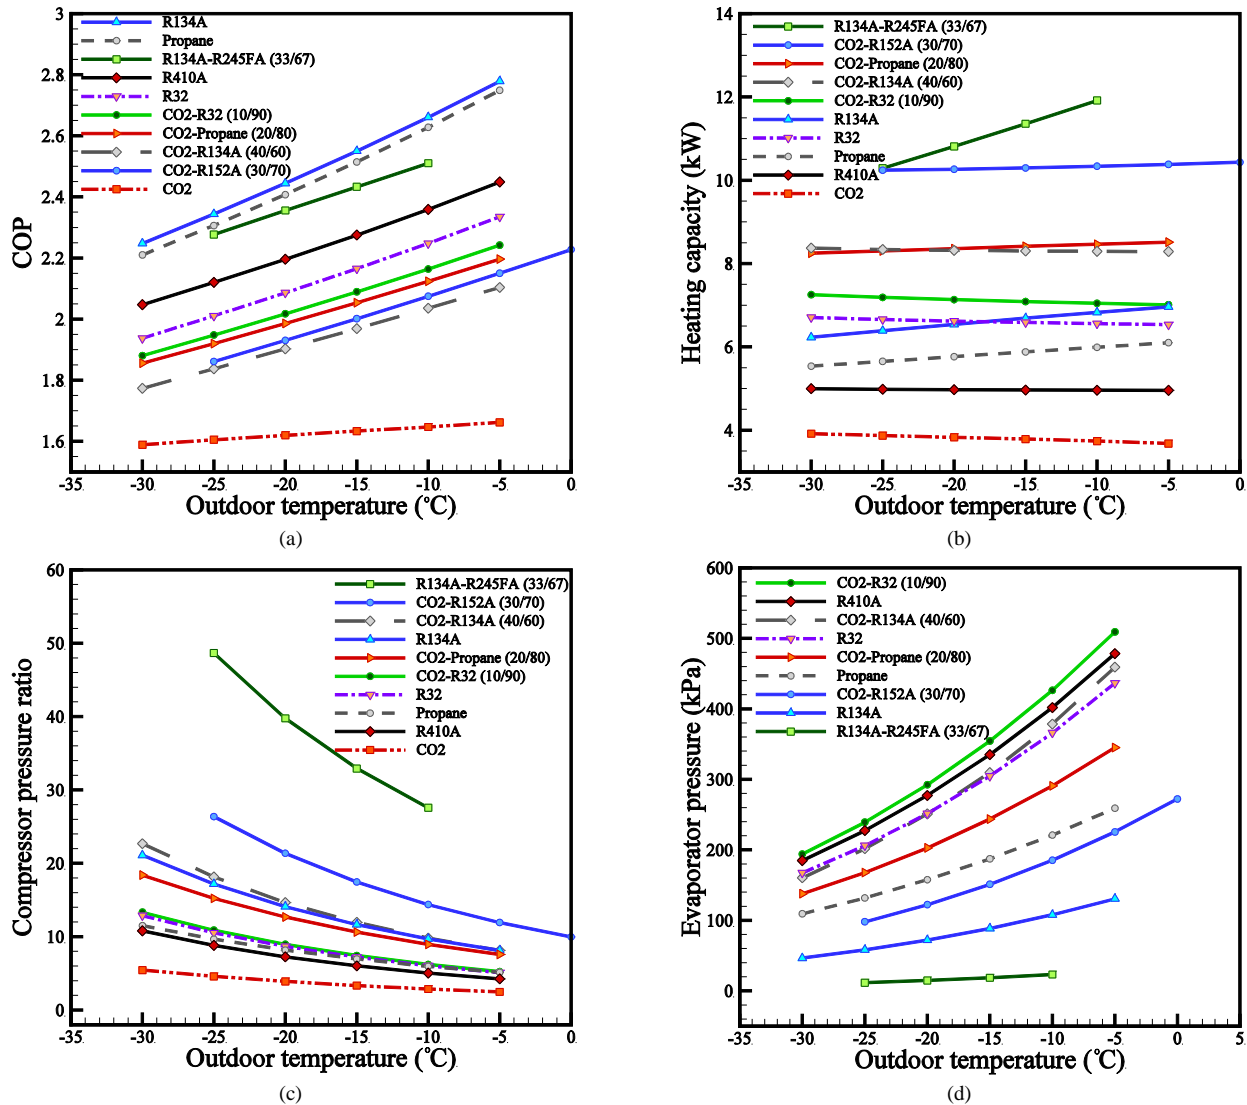 3
2.8
2.6
2.4
2.2
2
1.8
1.6
COP
R134A
Propane
R134A-R245FA (33/67)
R410A
R32
CO2-R32 (10/90)
CO2-Propane (20/80)
CO2-R134A (40/60)
CO2-R152A (30/70)
CO2
-35 -30 -25 -20 -15 -10 -5 0
Outdoor temperature (°C)
(a)
14
12
10
8
6
4
Heating capacity (kW)
R134A-R245FA (33/67)
CO2-R152A (30/70)
CO2-Propane (20/80)
CO2-R134A (40/60)
CO2-R32 (10/90)
R134A
R32
Propane
R410A
CO2
-35 -30 -25 -20 -15 -10 -5 0
Outdoor temperature (°C)
(b)
60
50
40
30
20
10
0
Compressor pressure ratio
R134A-R245FA (33/67)
CO2-R152A (30/70)
CO2-R134A (40/60)
R134A
CO2-Propane (20/80)
CO2-R32 (10/90)
R32
Propane
R410A
CO2
-35 -30 -25 -20 -15 -10 -5 0
Outdoor temperature (°C)
(c)
600
500
400
300
200
100
0
Evaporator pressure (kPa)
CO2-R32 (10/90)
R410A
CO2-R134A (40/60)
R32
CO2-Propane (20/80)
Propane
CO2-R152A (30/70)
R134A
R134A-R245FA (33/67)
-35 -30 -25 -20 -15 -10 -5 0 5
Outdoor temperature (°C)
(d)